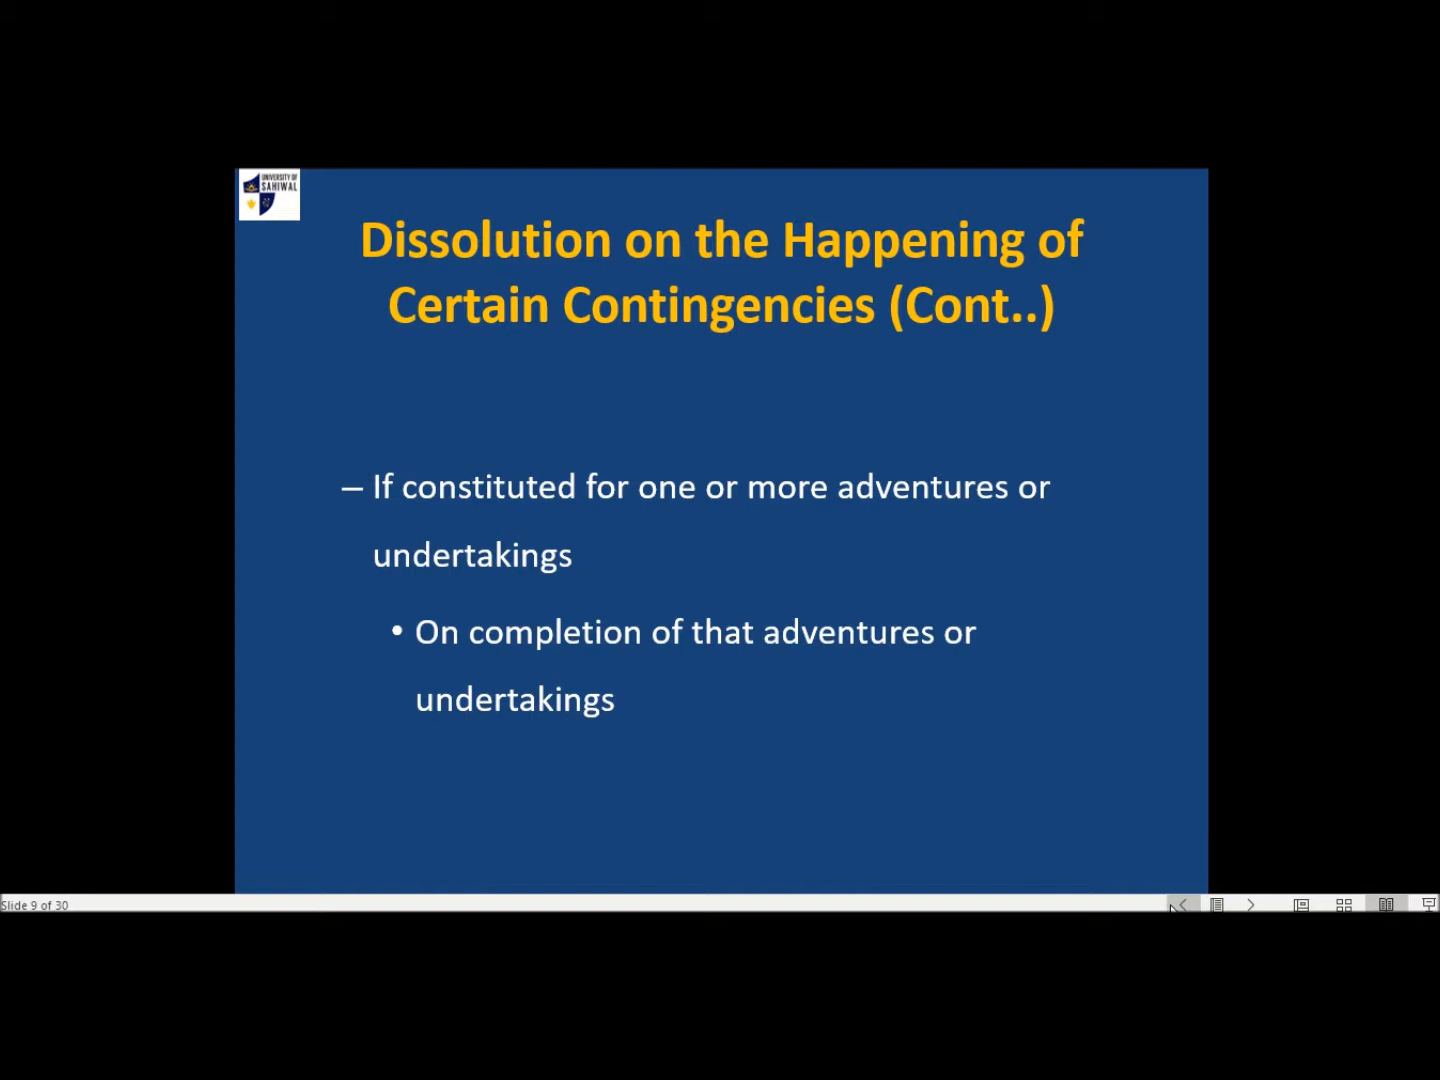 UNIVERSITY OF
SAHIWAL
Dissolution on the Happening of
Certain Contingencies (Cont..)
– If constituted for one or more adventures or
undertakings
• On completion of that adventures or
undertakings
Slide 9 of 30